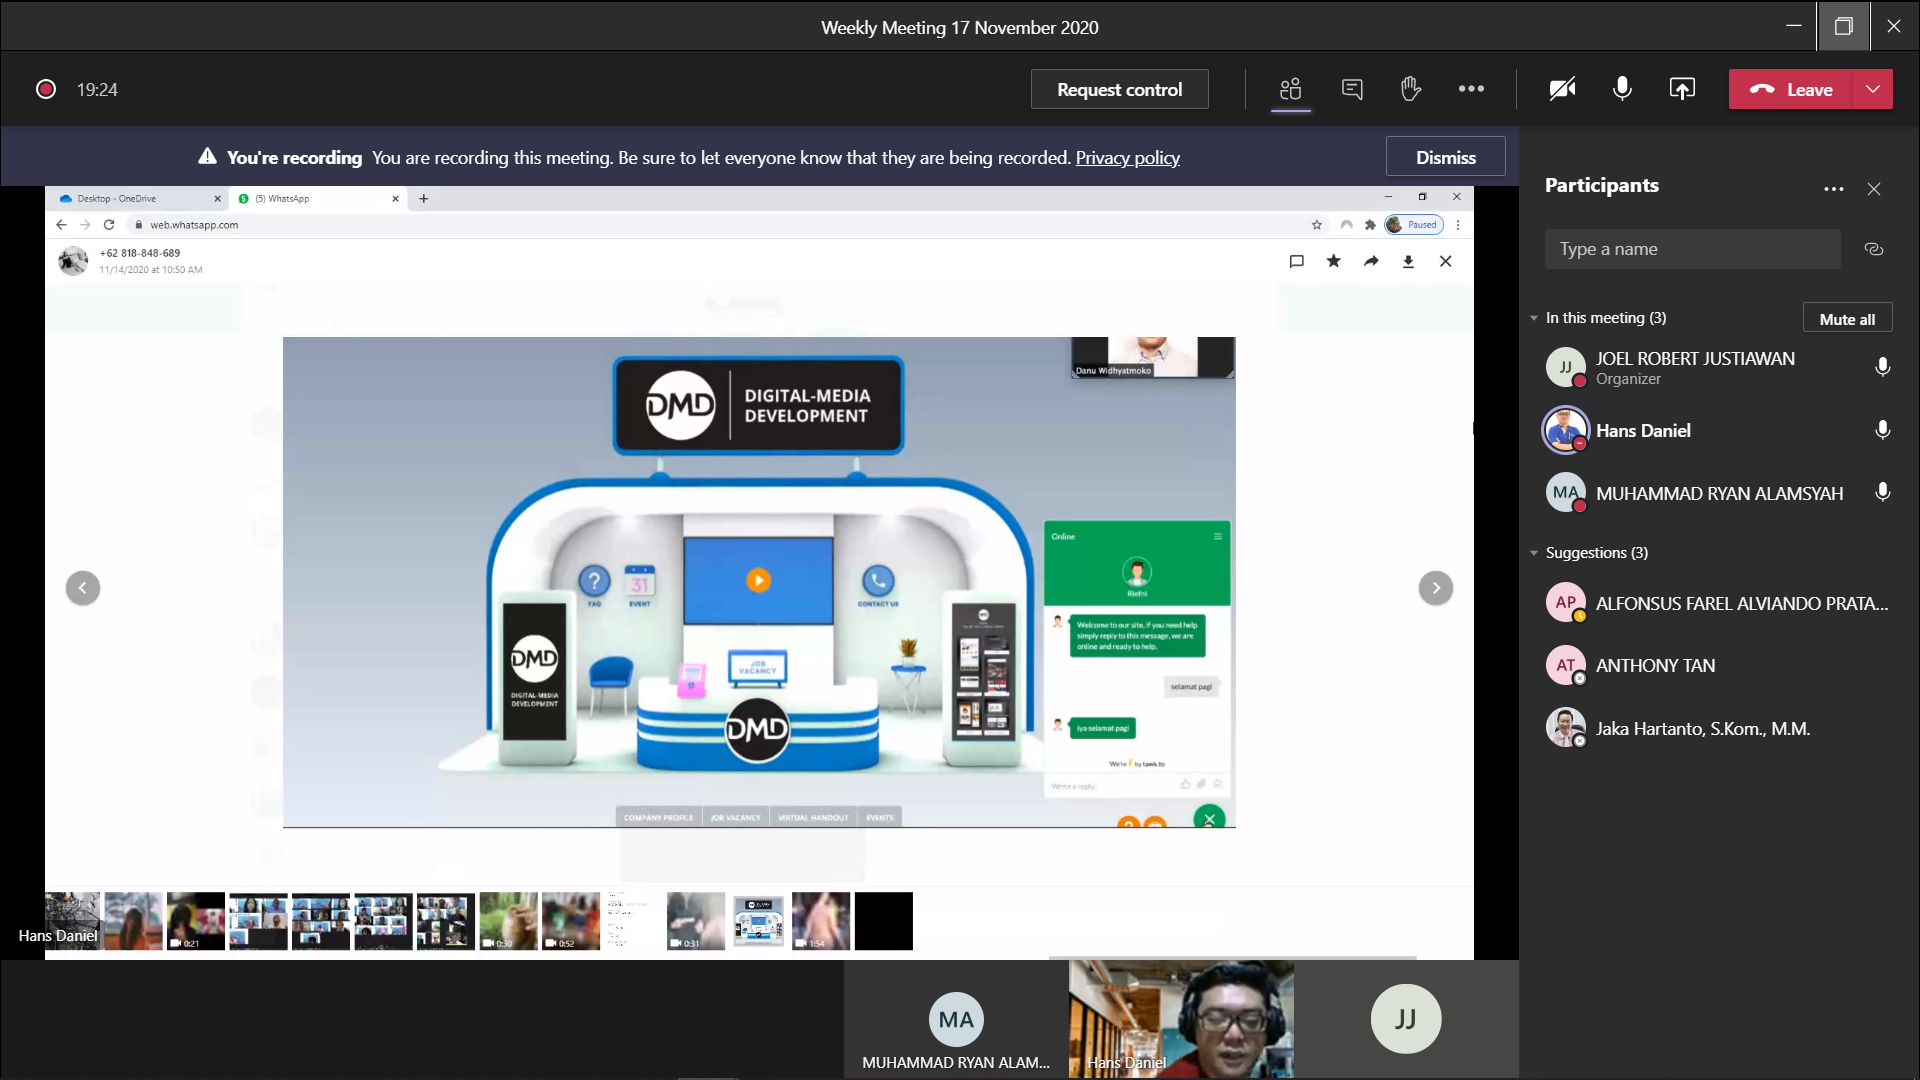 Weekly Meeting 17 November 2020
19:24
Request control
Leave
You're recording You are recording this meeting. Be sure to let everyone know that they are being recorded. Privacy policy
Dismiss
Desktop - OneDrive
(5) WhatsApp
web.whatsapp.com
Paused
+62 818-848-689
11/14/2020 at 10:50 AM
Danu Widhyatmoko
DMD
DIGITAL-MEDIA
DEVELOPMENT
?
FAQ
31
EVENT
CONTACT US
DMD
DIGITAL-MEDIA
DEVELOPMENT
JOB
VACANCY
DMD
Online
Riefni
Welcome to our site, if you need help
simply reply to this message, we are
online and ready to help.
selamat pagi
iya selamat pagi
We're by tawk.to
Write a reply..
COMPANY PROFILE
JOB VACANCY
VIRTUAL HANDOUT
EVENTS
0:21
0:30
0:52
0:31
1:54
Hans Daniel
MA
MUHAMMAD RYAN ALAM...
Hans Daniel
JJ
Participants
Type a name
In this meeting (3)
Mute all
JJ
JOEL ROBERT JUSTIAWAN
Organizer
Hans Daniel
MA
MUHAMMAD RYAN ALAMSYAH
Suggestions (3)
AP
ALFONSUS FAREL ALVIANDO PRATA...
AT
ANTHONY TAN
Jaka Hartanto, S.Kom., M.M.